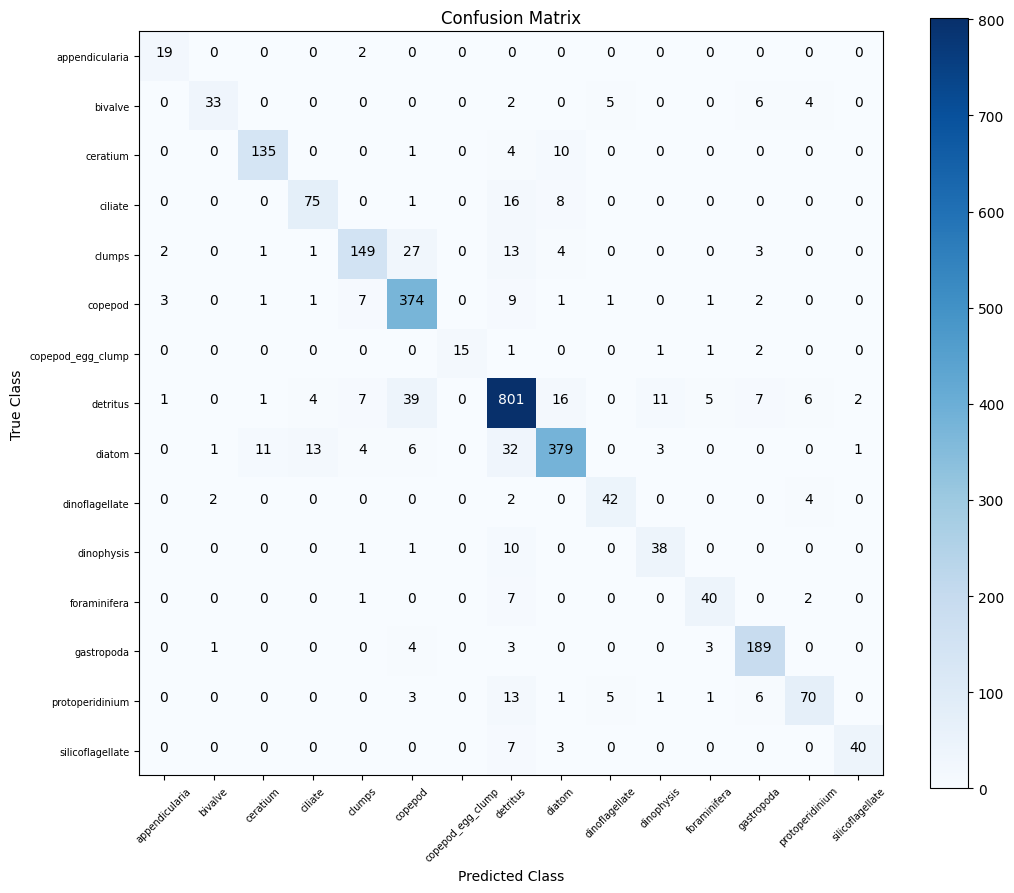 Confusion Matrix
appendicularia 19 0 0 0 2 0 0 0 0 0 0 0 0 0 0
bivalve 0 33 0 0 0 0 0 2 0 5 0 0 6 4 0
ceratium 0 0 135 0 0 1 0 4 10 0 0 0 0 0 0
ciliate 0 0 0 75 0 1 0 16 8 0 0 0 0 0 0
clumps 2 0 1 1 149 27 0 13 4 0 0 0 3 0 0
copepod 3 0 1 1 7 374 0 9 1 1 0 1 2 0 0
copepod_egg_clump 0 0 0 0 0 0 15 1 0 0 1 1 2 0 0
detritus 1 0 1 4 7 39 0 801 16 0 11 5 7 6 2
diatom 0 1 11 13 4 6 0 32 379 0 3 0 0 0 1
dinoflagellate 0 2 0 0 0 0 0 2 0 42 0 0 0 4 0
dinophysis 0 0 0 0 1 1 0 10 0 0 38 0 0 0 0
foraminifera 0 0 0 0 1 0 0 7 0 0 0 40 0 2 0
gastropoda 0 1 0 0 0 4 0 3 0 0 0 3 189 0 0
protoperidinium 0 0 0 0 0 3 0 13 1 5 1 1 6 70 0
silicoflagellate 0 0 0 0 0 0 0 7 3 0 0 0 0 0 40
True Class
appendicularia bivalve ceratium ciliate clumps copepod copepod_egg_clump detritus diatom dinoflagellate dinophysis foraminifera gastropoda protoperidinium silicoflagellate
Predicted Class
800
700
600
500
400
300
200
100
0